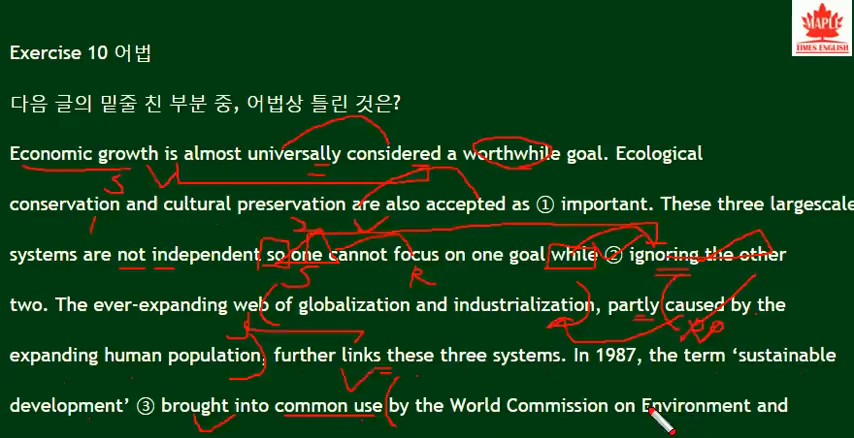 MAPLE
TIMES ENGLISH
Exercise 10 어법
다음 글의 밑줄 친 부분 중, 어법상 틀린 것은?
Economic growth is almost universally considered a worthwhile goal. Ecological
conservation and cultural preservation are also accepted as ① important. These three largescale
systems are not independent so one cannot focus on one goal while ② ignoring the other
two. The ever-expanding web of globalization and industrialization, partly caused by the
expanding human population, further links these three systems. In 1987, the term ‘sustainable
development’ ③ brought into common use by the World Commission on Environment and